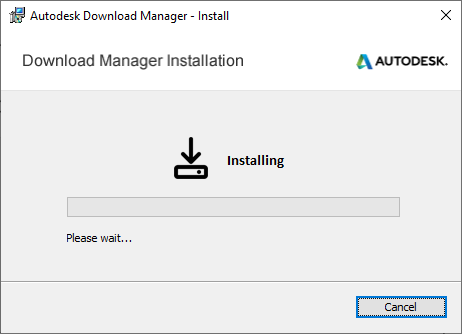 Autodesk Download Manager - Install
Download Manager Installation
AUTODESK.
Installing
Please wait...
Cancel